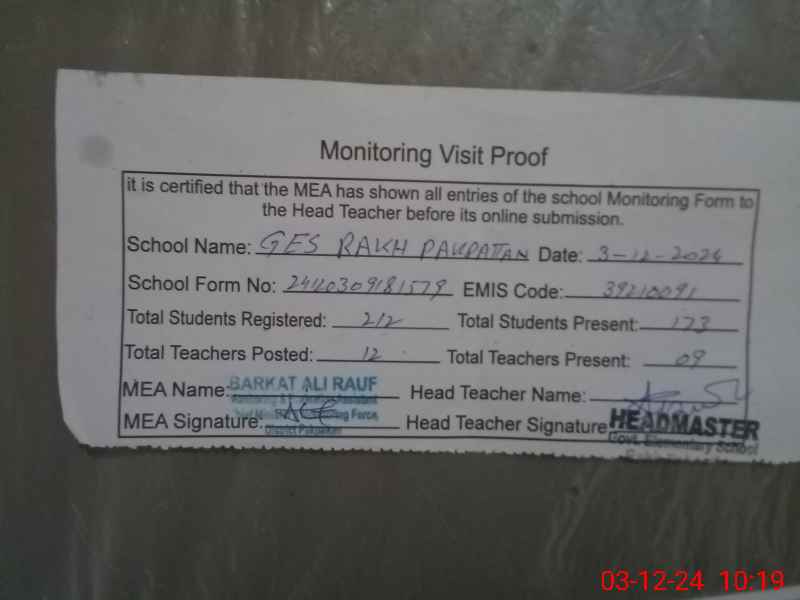 Monitoring Visit Proof
it is certified that the MEA has shown all entries of the school Monitoring Form to
the Head Teacher before its online submission.
School Name: GES RAKH PAKPATTAN Date: 3-12-2024
School Form No: 24110309181579 EMIS Code: 39210091
Total Students Registered: 212 Total Students Present: 173
Total Teachers Posted: 12 Total Teachers Present: 09
MEA Name: BARKAT ALI RAUF Head Teacher Name:
MEA Signature: Head Teacher Signature HEADMASTER
Govt. Elementary School
03-12-24 10:19